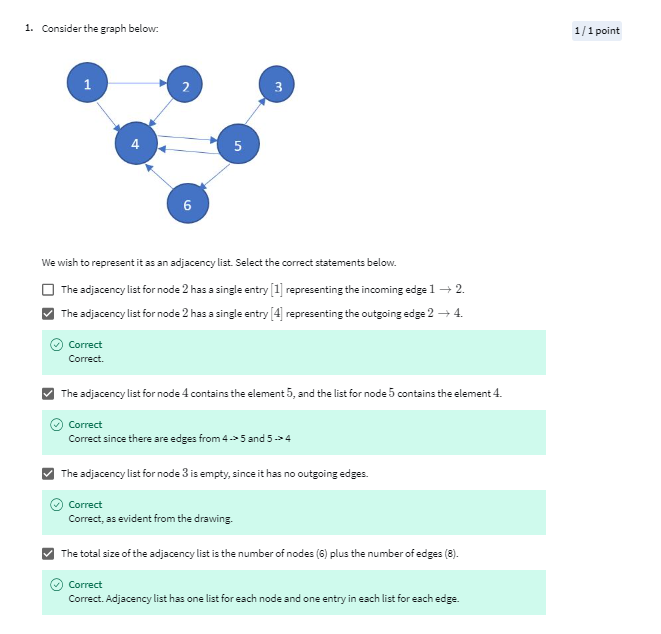 1. Consider the graph below:
1 / 1 point
1
2
3
4
5
6
We wish to represent it as an adjacency list. Select the correct statements below.
The adjacency list for node 2 has a single entry [1] representing the incoming edge 1 → 2.
The adjacency list for node 2 has a single entry [4] representing the outgoing edge 2 → 4.
Correct
Correct.
The adjacency list for node 4 contains the element 5, and the list for node 5 contains the element 4.
Correct
Correct since there are edges from 4 -> 5 and 5 -> 4
The adjacency list for node 3 is empty, since it has no outgoing edges.
Correct
Correct, as evident from the drawing.
The total size of the adjacency list is the number of nodes (6) plus the number of edges (8).
Correct
Correct. Adjacency list has one list for each node and one entry in each list for each edge.